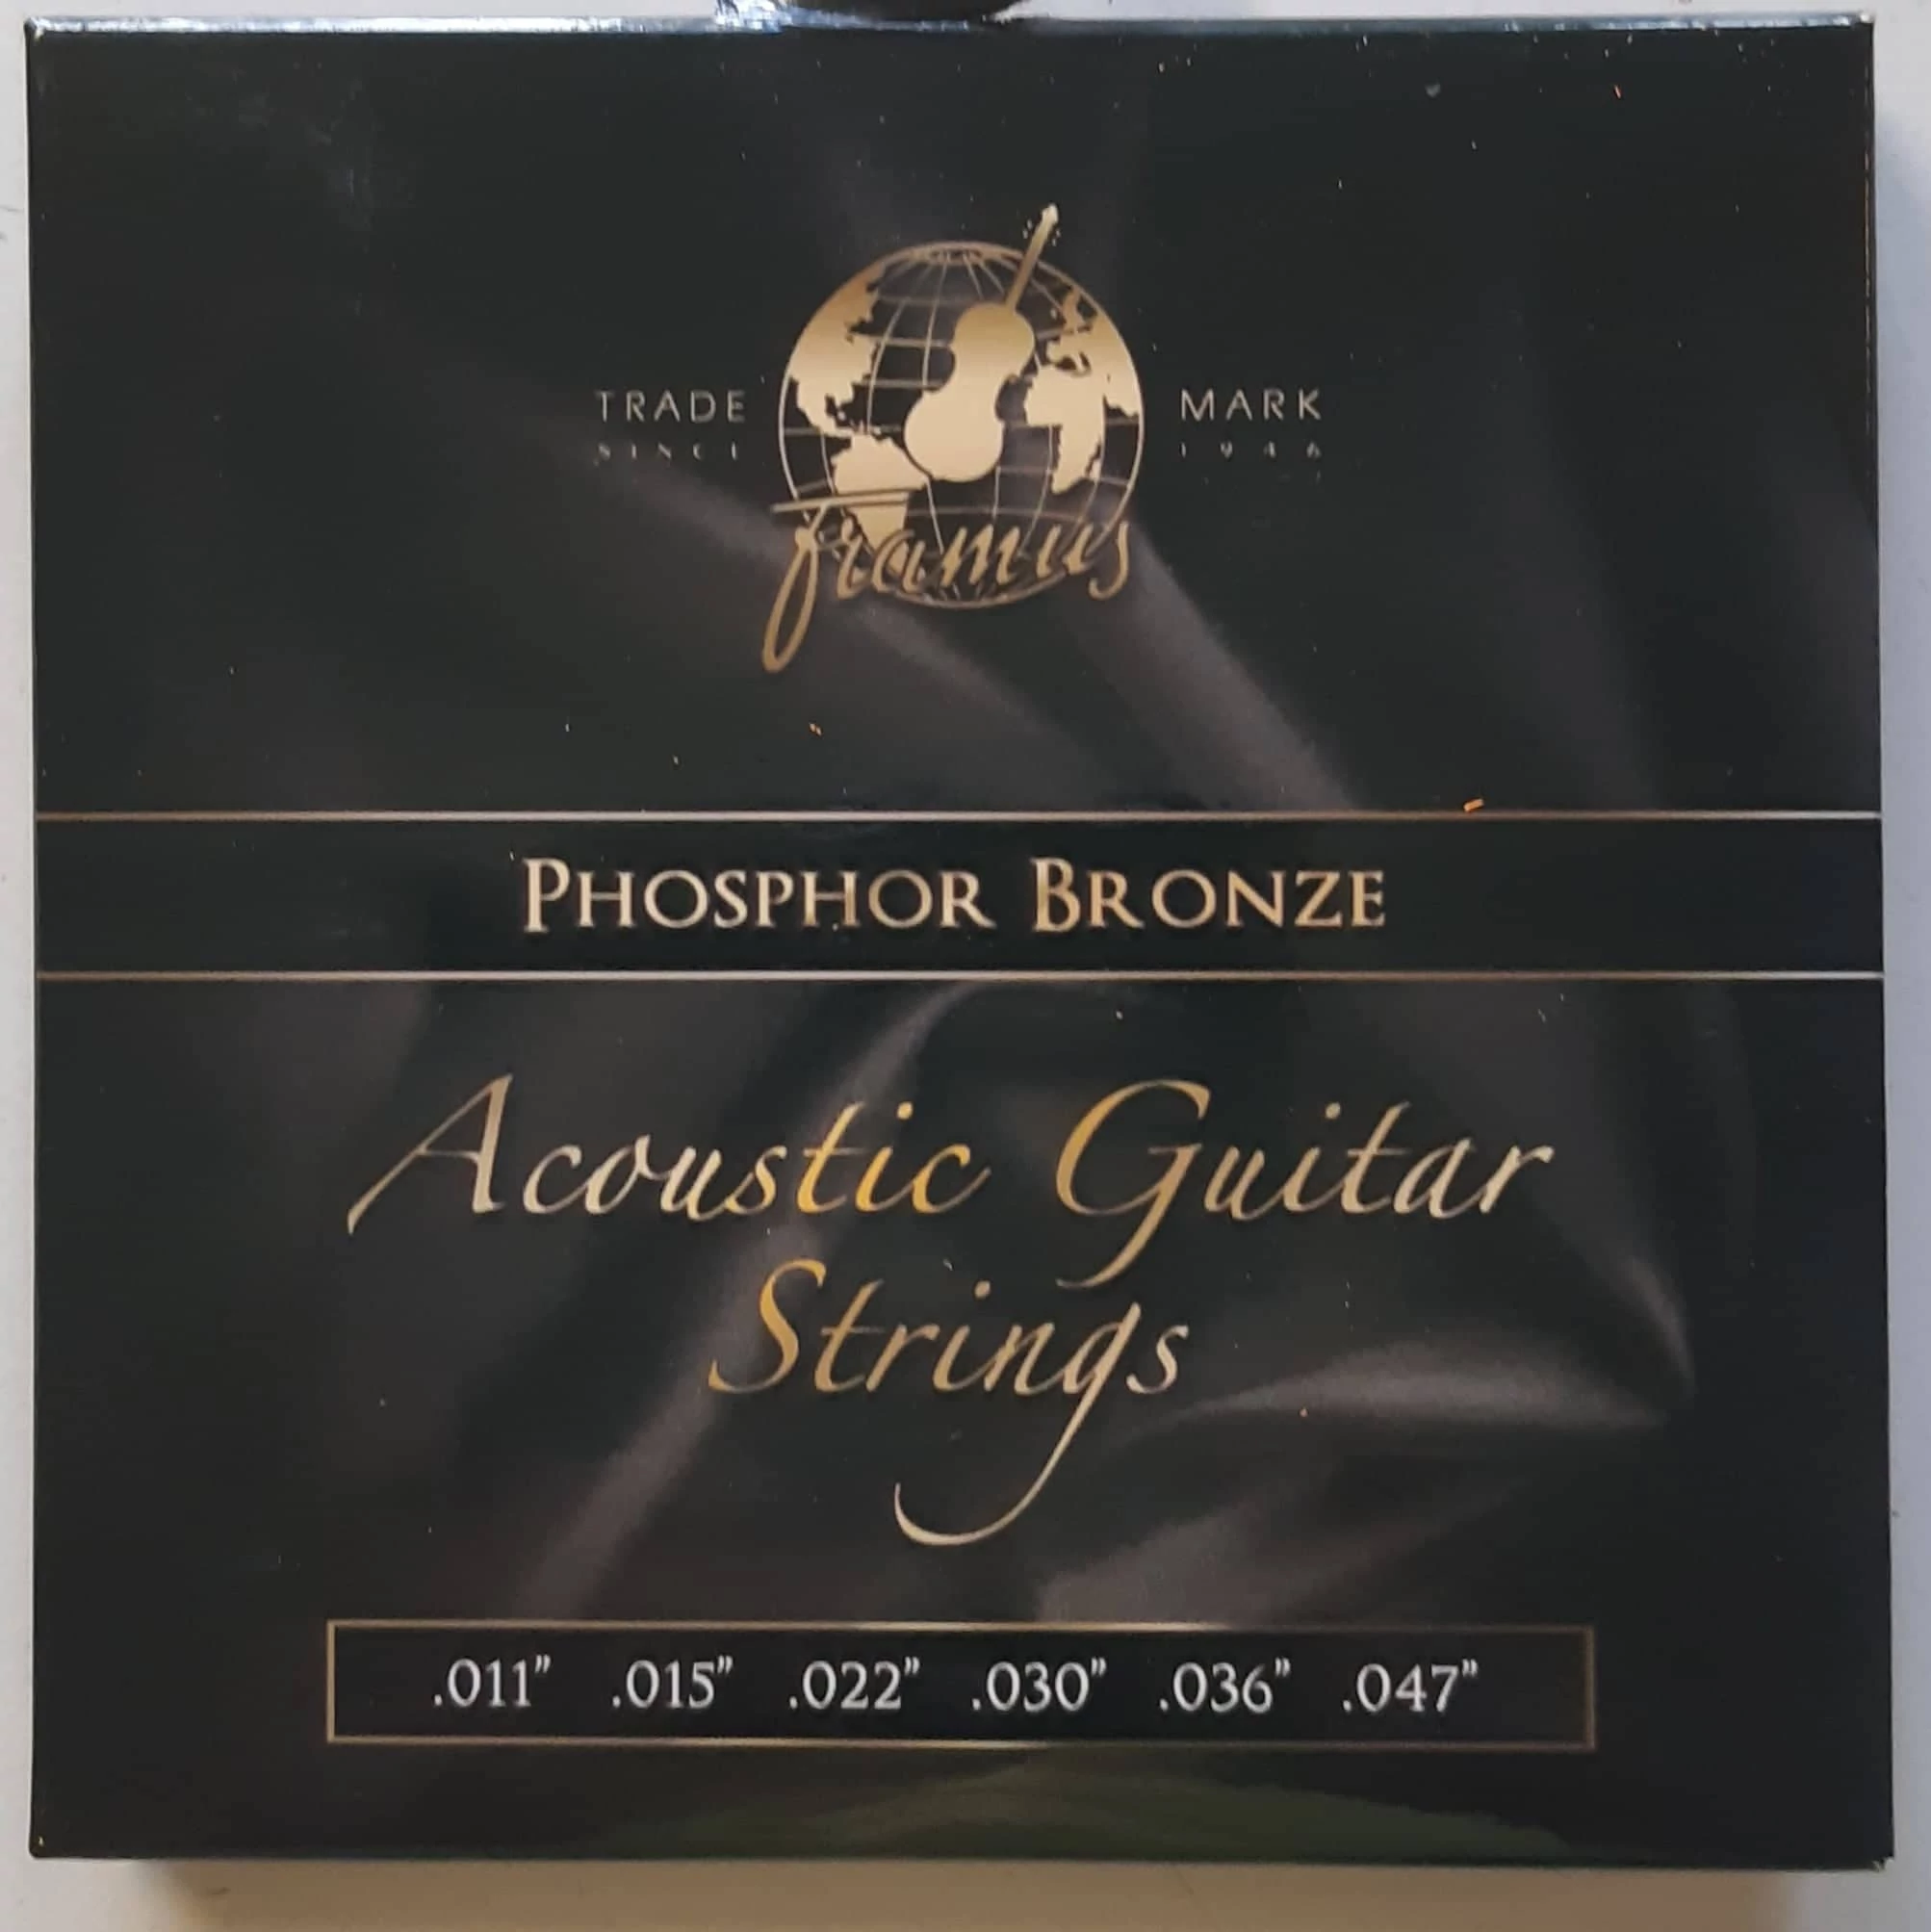 TRADE MARK
SINCE 1946
framus
PHOSPHOR BRONZE
Acoustic Guitar
Strings
.011” .015” .022” .030” .036” .047”